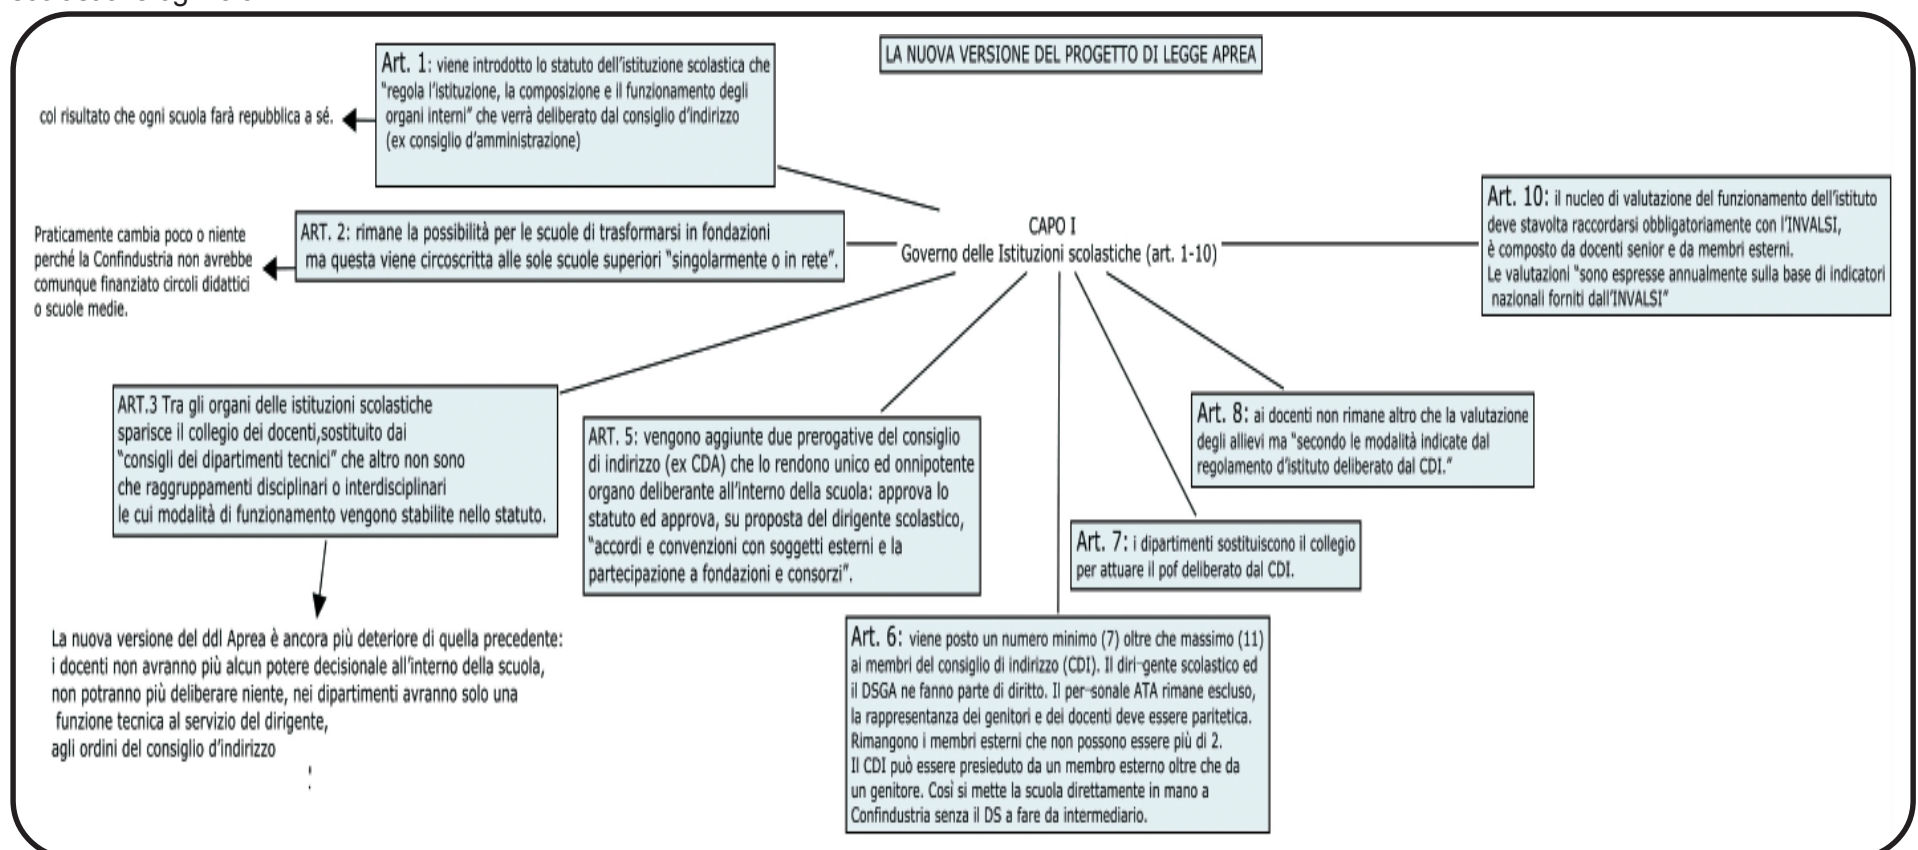 LA NUOVA VERSIONE DEL PROGETTO DI LEGGE APREA
Art. 1: viene introdotto lo statuto dell'istituzione scolastica che
"regola l'istituzione, la composizione e il funzionamento degli
organi interni" che verrà deliberato dal consiglio d'indirizzo
(ex consiglio d'amministrazione)
col risultato che ogni scuola farà repubblica a sé.
CAPO I
Governo delle Istituzioni scolastiche (art. 1-10)
ART. 2: rimane la possibilità per le scuole di trasformarsi in fondazioni
ma questa viene circoscritta alle sole scuole superiori "singolarmente o in rete".
Praticamente cambia poco o niente
perché la Confindustria non avrebbe
comunque finanziato circoli didattici
o scuole medie.
Art. 10: il nucleo di valutazione del funzionamento dell'istituto
deve stavolta raccordarsi obbligatoriamente con l'INVALSI,
è composto da docenti senior e da membri esterni.
Le valutazioni "sono espresse annualmente sulla base di indicatori
nazionali forniti dall'INVALSI"
ART.3 Tra gli organi delle istituzioni scolastiche
sparisce il collegio dei docenti,sostituito dai
"consigli dei dipartimenti tecnici" che altro non sono
che raggruppamenti disciplinari o interdisciplinari
le cui modalità di funzionamento vengono stabilite nello statuto.
La nuova versione del ddl Aprea è ancora più deteriore di quella precedente:
i docenti non avranno più alcun potere decisionale all'interno della scuola,
non potranno più deliberare niente, nei dipartimenti avranno solo una
funzione tecnica al servizio del dirigente,
agli ordini del consiglio d'indirizzo
!
ART. 5: vengono aggiunte due prerogative del consiglio
di indirizzo (ex CDA) che lo rendono unico ed onnipotente
organo deliberante all'interno della scuola: approva lo
statuto ed approva, su proposta del dirigente scolastico,
"accordi e convenzioni con soggetti esterni e la
partecipazione a fondazioni e consorzi".
Art. 8: ai docenti non rimane altro che la valutazione
degli allievi ma "secondo le modalità indicate dal
regolamento d'istituto deliberato dal CDI."
Art. 7: i dipartimenti sostituiscono il collegio
per attuare il pof deliberato dal CDI.
Art. 6: viene posto un numero minimo (7) oltre che massimo (11)
ai membri del consiglio di indirizzo (CDI). Il diri-gente scolastico ed
il DSGA ne fanno parte di diritto. Il per-sonale ATA rimane escluso,
la rappresentanza dei genitori e dei docenti deve essere paritetica.
Rimangono i membri esterni che non possono essere più di 2.
Il CDI può essere presieduto da un membro esterno oltre che da
un genitore. Così si mette la scuola direttamente in mano a
Confindustria senza il DS a fare da intermediario.